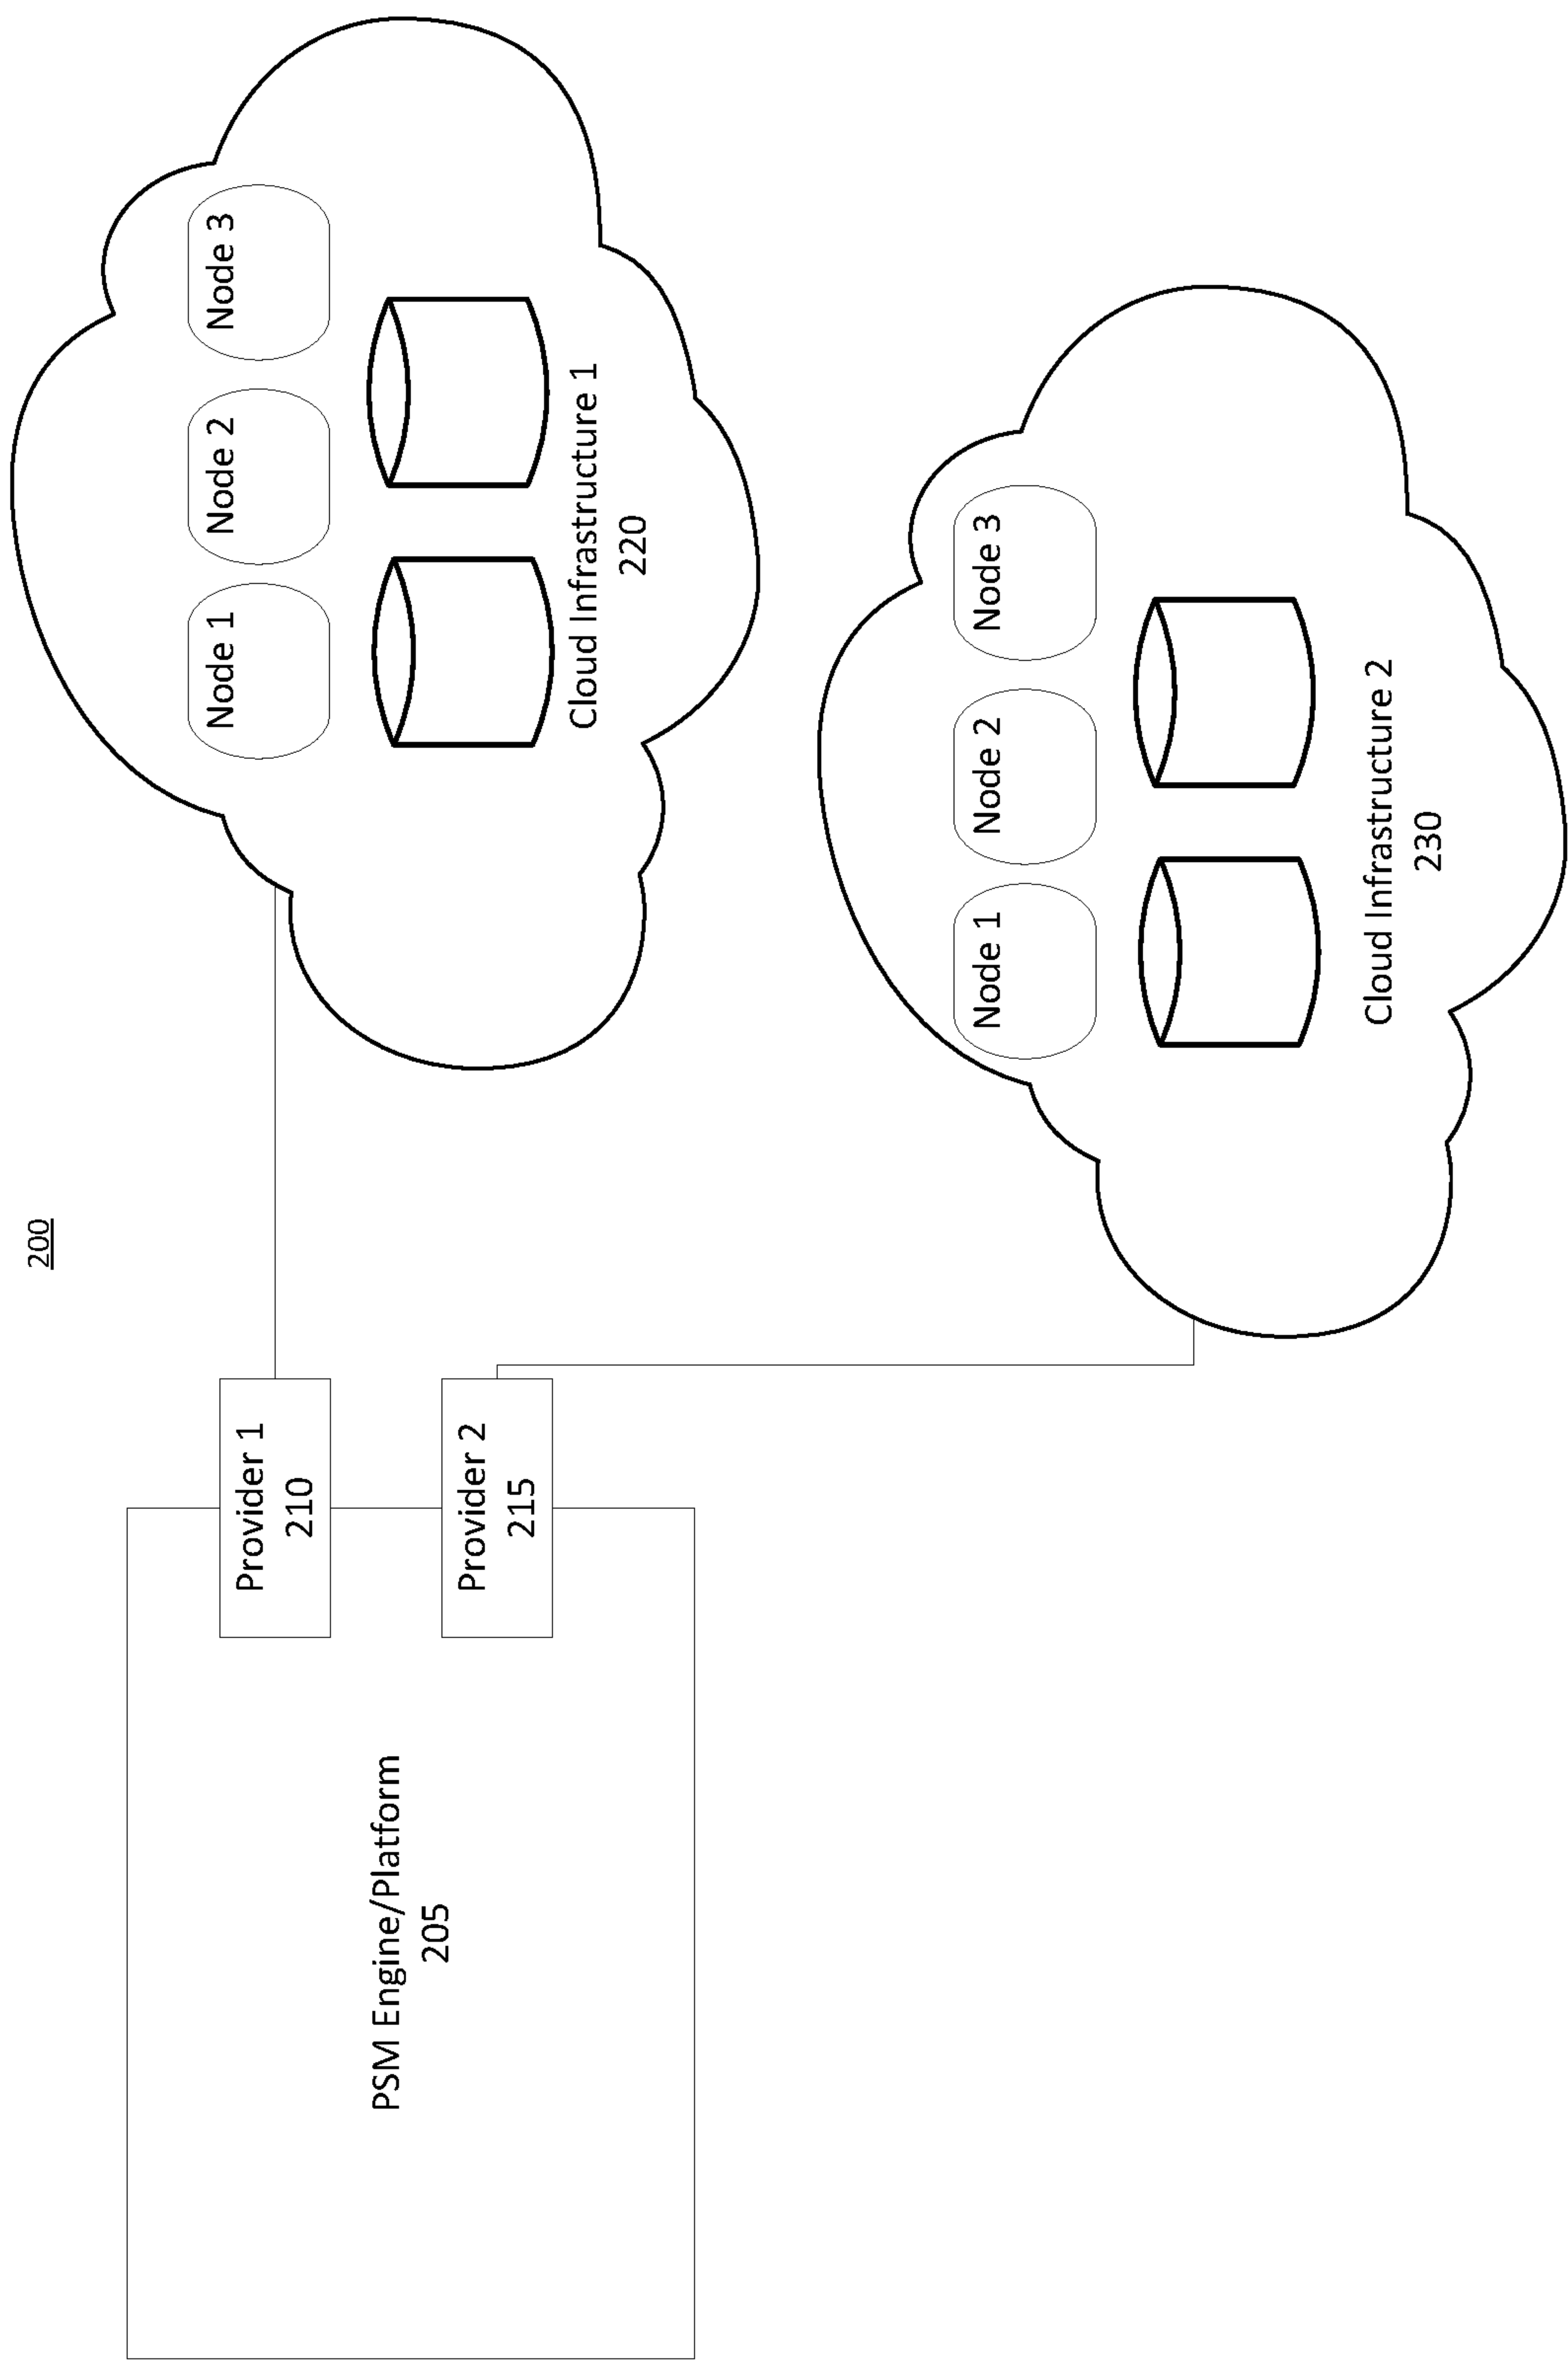 200
PSM Engine/Platform
205
Provider 1
210
Provider 2
215
Node 1
Node 2
Node 3
Cloud Infrastructure 1
220
Node 1
Node 2
Node 3
Cloud Infrastructure 2
230